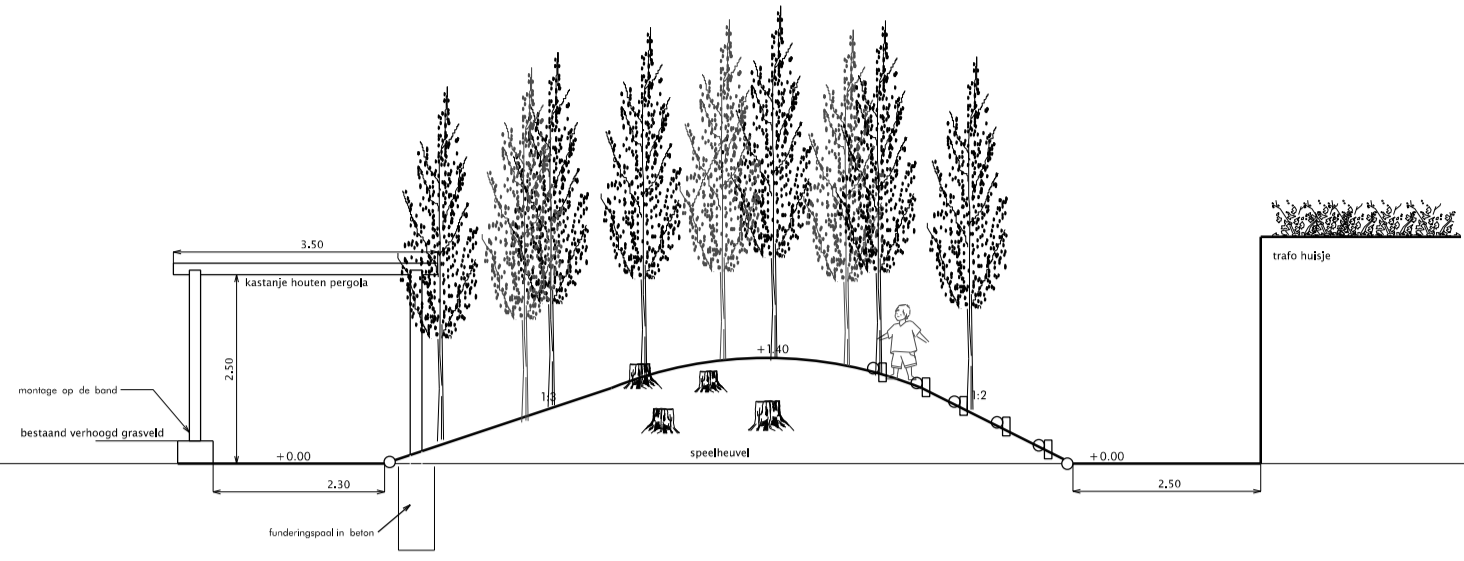 3.50
kastanje houten pergola
trafo huisje
+1.40
2.50
montage op de band
1:3
1:2
bestaand verhoogd grasveld
+0.00
speelheuvel
+0.00
2.30
2.50
funderingspaal in beton